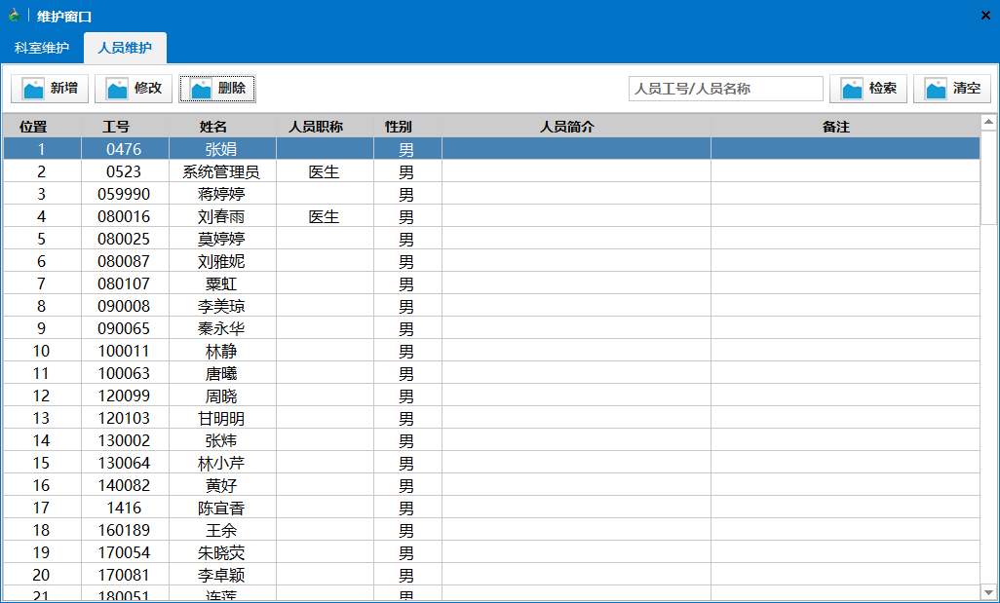 维护窗口
科室维护 人员维护
新增 修改 删除 人员工号/人员名称 检索 清空
位置 工号 姓名 人员职称 性别 人员简介 备注
1 0476 张娟 男
2 0523 系统管理员 医生 男
3 059990 蒋婷婷 男
4 080016 刘春雨 医生 男
5 080025 莫婷婷 男
6 080087 刘雅妮 男
7 080107 粟虹 男
8 090008 李美琼 男
9 090065 秦永华 男
10 100011 林静 男
11 100063 唐曦 男
12 120099 周晓 男
13 120103 甘明明 男
14 130002 张炜 男
15 130064 林小芹 男
16 140082 黄好 男
17 1416 陈宜香 男
18 160189 王余 男
19 170054 朱晓荧 男
20 170081 李卓颖 男
21 180051 连莲 男